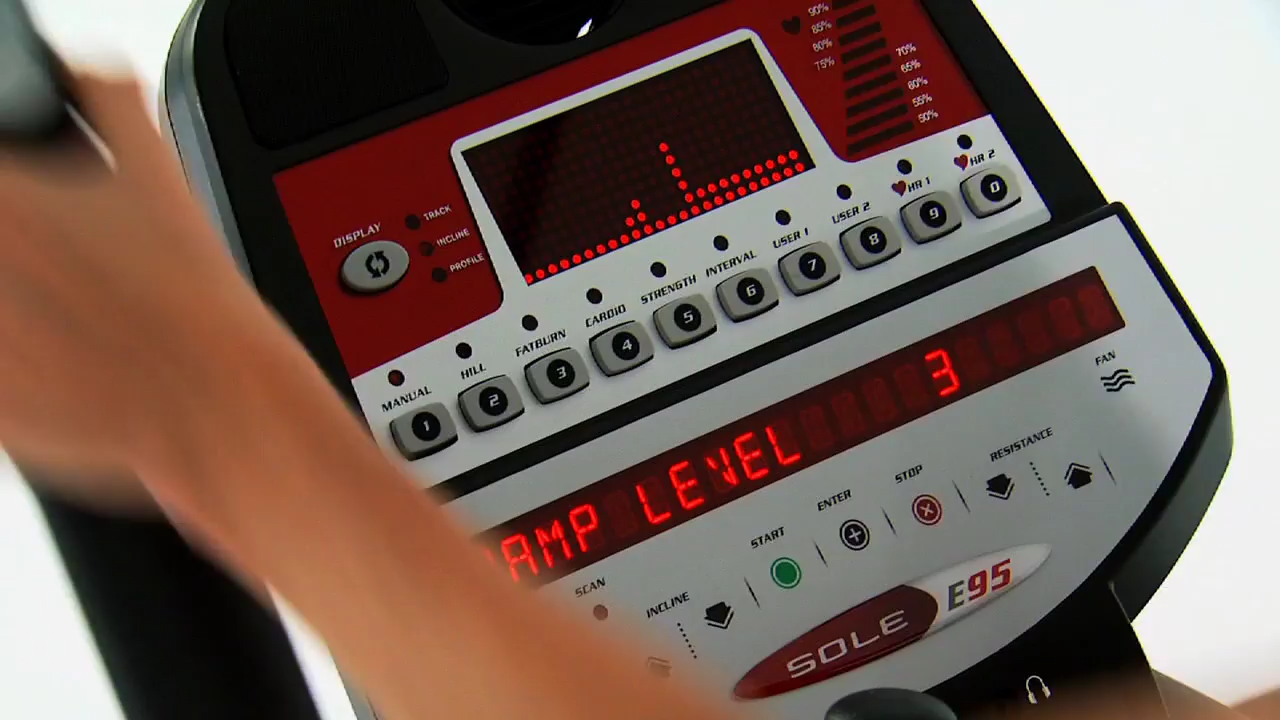 90%
85%
80%
75%
70%
65%
60%
55%
50%
DISPLAY
TRACK
INCLINE
PROFILE
MANUAL
HILL
FATBURN
CARDIO
STRENGTH
INTERVAL
USER 1
USER 2
HR 1
HR 2
1
2
3
4
5
6
7
8
9
0
AMP LEVEL 3
FAN
SCAN
INCLINE
START
ENTER
STOP
RESISTANCE
SOLE E95